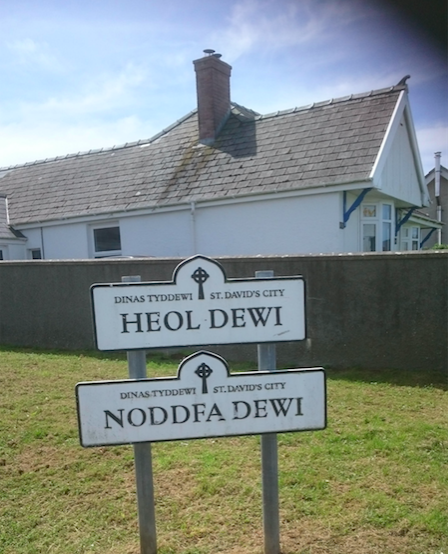 DINAS TYDDEWI ST. DAVID'S CITY
HEOL DEWI
DINAS TYDDEWI ST. DAVID'S CITY
NODDFA DEWI